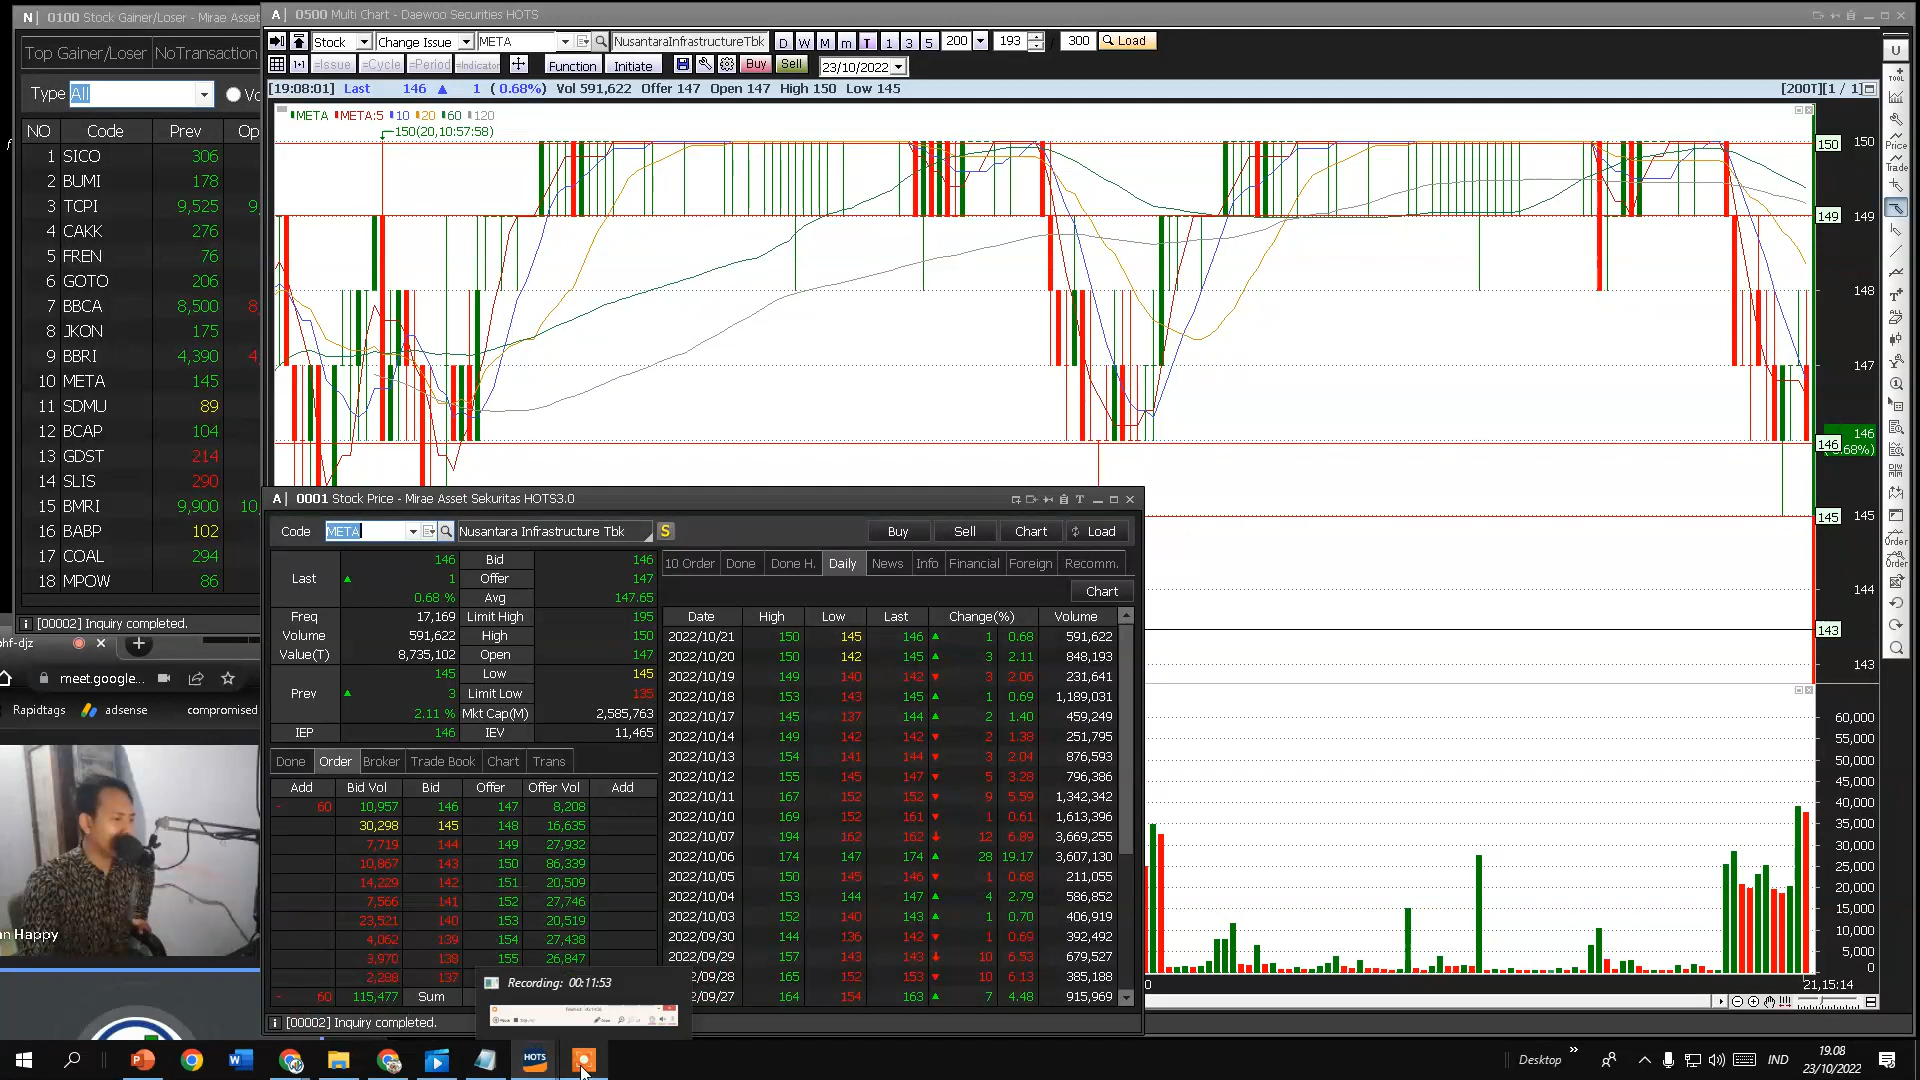 N 0100 Stock Gainer/Loser - Mirae Asset
Top Gainer/Loser NoTransaction
Type All
NO Code Prev Op
1 SICO 306
2 BUMI 178
3 TCPI 9,525 9,
4 CAKK 276
5 FREN 76
6 GOTO 206
7 BBCA 8,500 8
8 JKON 175
9 BBRI 4,390 4
10 META 145
11 SDMU 89
12 BCAP 104
13 GDST 214
14 SLIS 290
15 BMRI 9,900 10
16 BABP 102
17 COAL 294
18 MPOW 86
[00002] Inquiry completed.
A 0500 Multi Chart - Daewoo Securities HOTS
Stock Change Issue META NusantaraInfrastructureTbk D W M m T 1 3 5 200 193 / 300 Load
=Issue =Cycle =Period =Indicator Function Initiate Buy Sell 23/10/2022
[19:08:01] Last 146 ▲ 1 ( 0.68%) Vol 591,622 Offer 147 Open 147 High 150 Low 145 [200T][1 / 1]
META META:5 10 20 60 120
150(20,10:57:58)
150 150
149 149
148
147
146
146
0.68%)
145 145
144
143
143
60,000
55,000
50,000
45,000
40,000
35,000
30,000
25,000
20,000
15,000
10,000
5,000
0
0 21,15:14
U
TOOL
Price
Trade
T
ALL
Order
Order
A 0001 Stock Price - Mirae Asset Sekuritas HOTS3.0
Code META Nusantara Infrastructure Tbk S Buy Sell Chart Load
Last 146 ▲ 1 0.68 %
Bid 146
Offer 147
Avg 147.65
Freq 17,169 Limit High 195
Volume 591,622 High 150
Value(T) 8,735,102 Open 147
Prev 145 ▲ 3 2.11 %
Low 145
Limit Low 135
Mkt Cap(M) 2,585,763
IEP 146 IEV 11,465
Done Order Broker Trade Book Chart Trans
Add Bid Vol Bid Offer Offer Vol Add
- 60 10,957 146 147 8,208
30,298 145 148 16,635
7,719 144 149 27,932
10,867 143 150 86,339
14,229 142 151 20,509
7,566 141 152 27,746
23,521 140 153 20,519
4,062 139 154 27,438
3,970 138 155 26,847
2,288 137
- 60 115,477 Sum
[00002] Inquiry completed.
10 Order Done Done H. Daily News Info Financial Foreign Recomm.
Chart
Date High Low Last Change(%) Volume
2022/10/21 150 145 146 ▲ 1 0.68 591,622
2022/10/20 150 142 145 ▲ 3 2.11 848,193
2022/10/19 149 140 142 ▼ 3 2.06 231,641
2022/10/18 153 143 145 ▲ 1 0.69 1,189,031
2022/10/17 145 137 144 ▲ 2 1.40 459,249
2022/10/14 149 142 142 ▼ 2 1.38 251,795
2022/10/13 154 141 144 ▼ 3 2.04 876,593
2022/10/12 155 145 147 ▼ 5 3.28 796,386
2022/10/11 167 152 152 ▼ 9 5.59 1,342,342
2022/10/10 169 152 161 ▼ 1 0.61 1,613,396
2022/10/07 194 162 162 ↓ 12 6.89 3,669,255
2022/10/06 174 147 174 ▲ 28 19.17 3,607,130
2022/10/05 150 145 146 ▼ 1 0.68 211,055
2022/10/04 153 144 147 ▲ 4 2.79 586,852
2022/10/03 152 140 143 ▲ 1 0.70 406,919
2022/09/30 144 136 142 ▼ 1 0.69 392,492
2022/09/29 157 143 143 ↓ 10 6.53 679,527
/09/28 165 152 153 ▼ 10 6.13 385,188
/09/27 164 154 163 ▲ 7 4.48 915,969
Recording: 00:11:53
hf-djz
meet.google...
Rapidtags adsense compromised
n Happy
HOTS
Desktop IND
19.08
23/10/2022